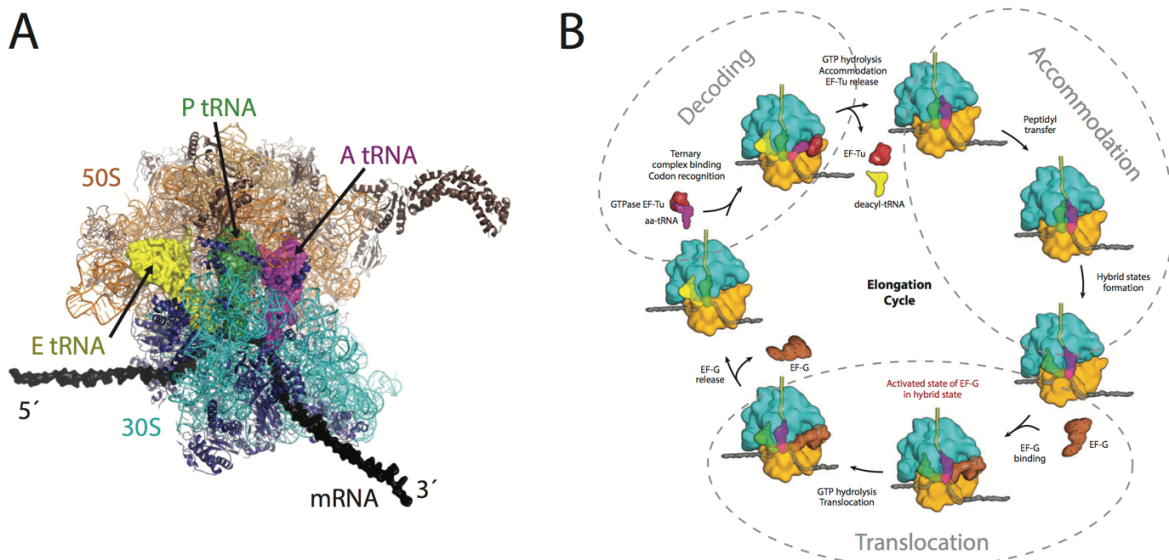 A
P tRNA
A tRNA
50S
E tRNA
5´
30S
mRNA
3´
B
Decoding
GTP hydrolysis
Accommodation
EF-Tu release
Accommodation
Peptidyl
transfer
EF-Tu
deacyl-tRNA
Ternary
complex binding
Codon recognition
GTPase EF-Tu
aa-tRNA
Elongation
Cycle
Hybrid states
formation
EF-G
release
EF-G
Activated state of EF-G
in hybrid state
EF-G
binding
EF-G
GTP hydrolysis
Translocation
Translocation